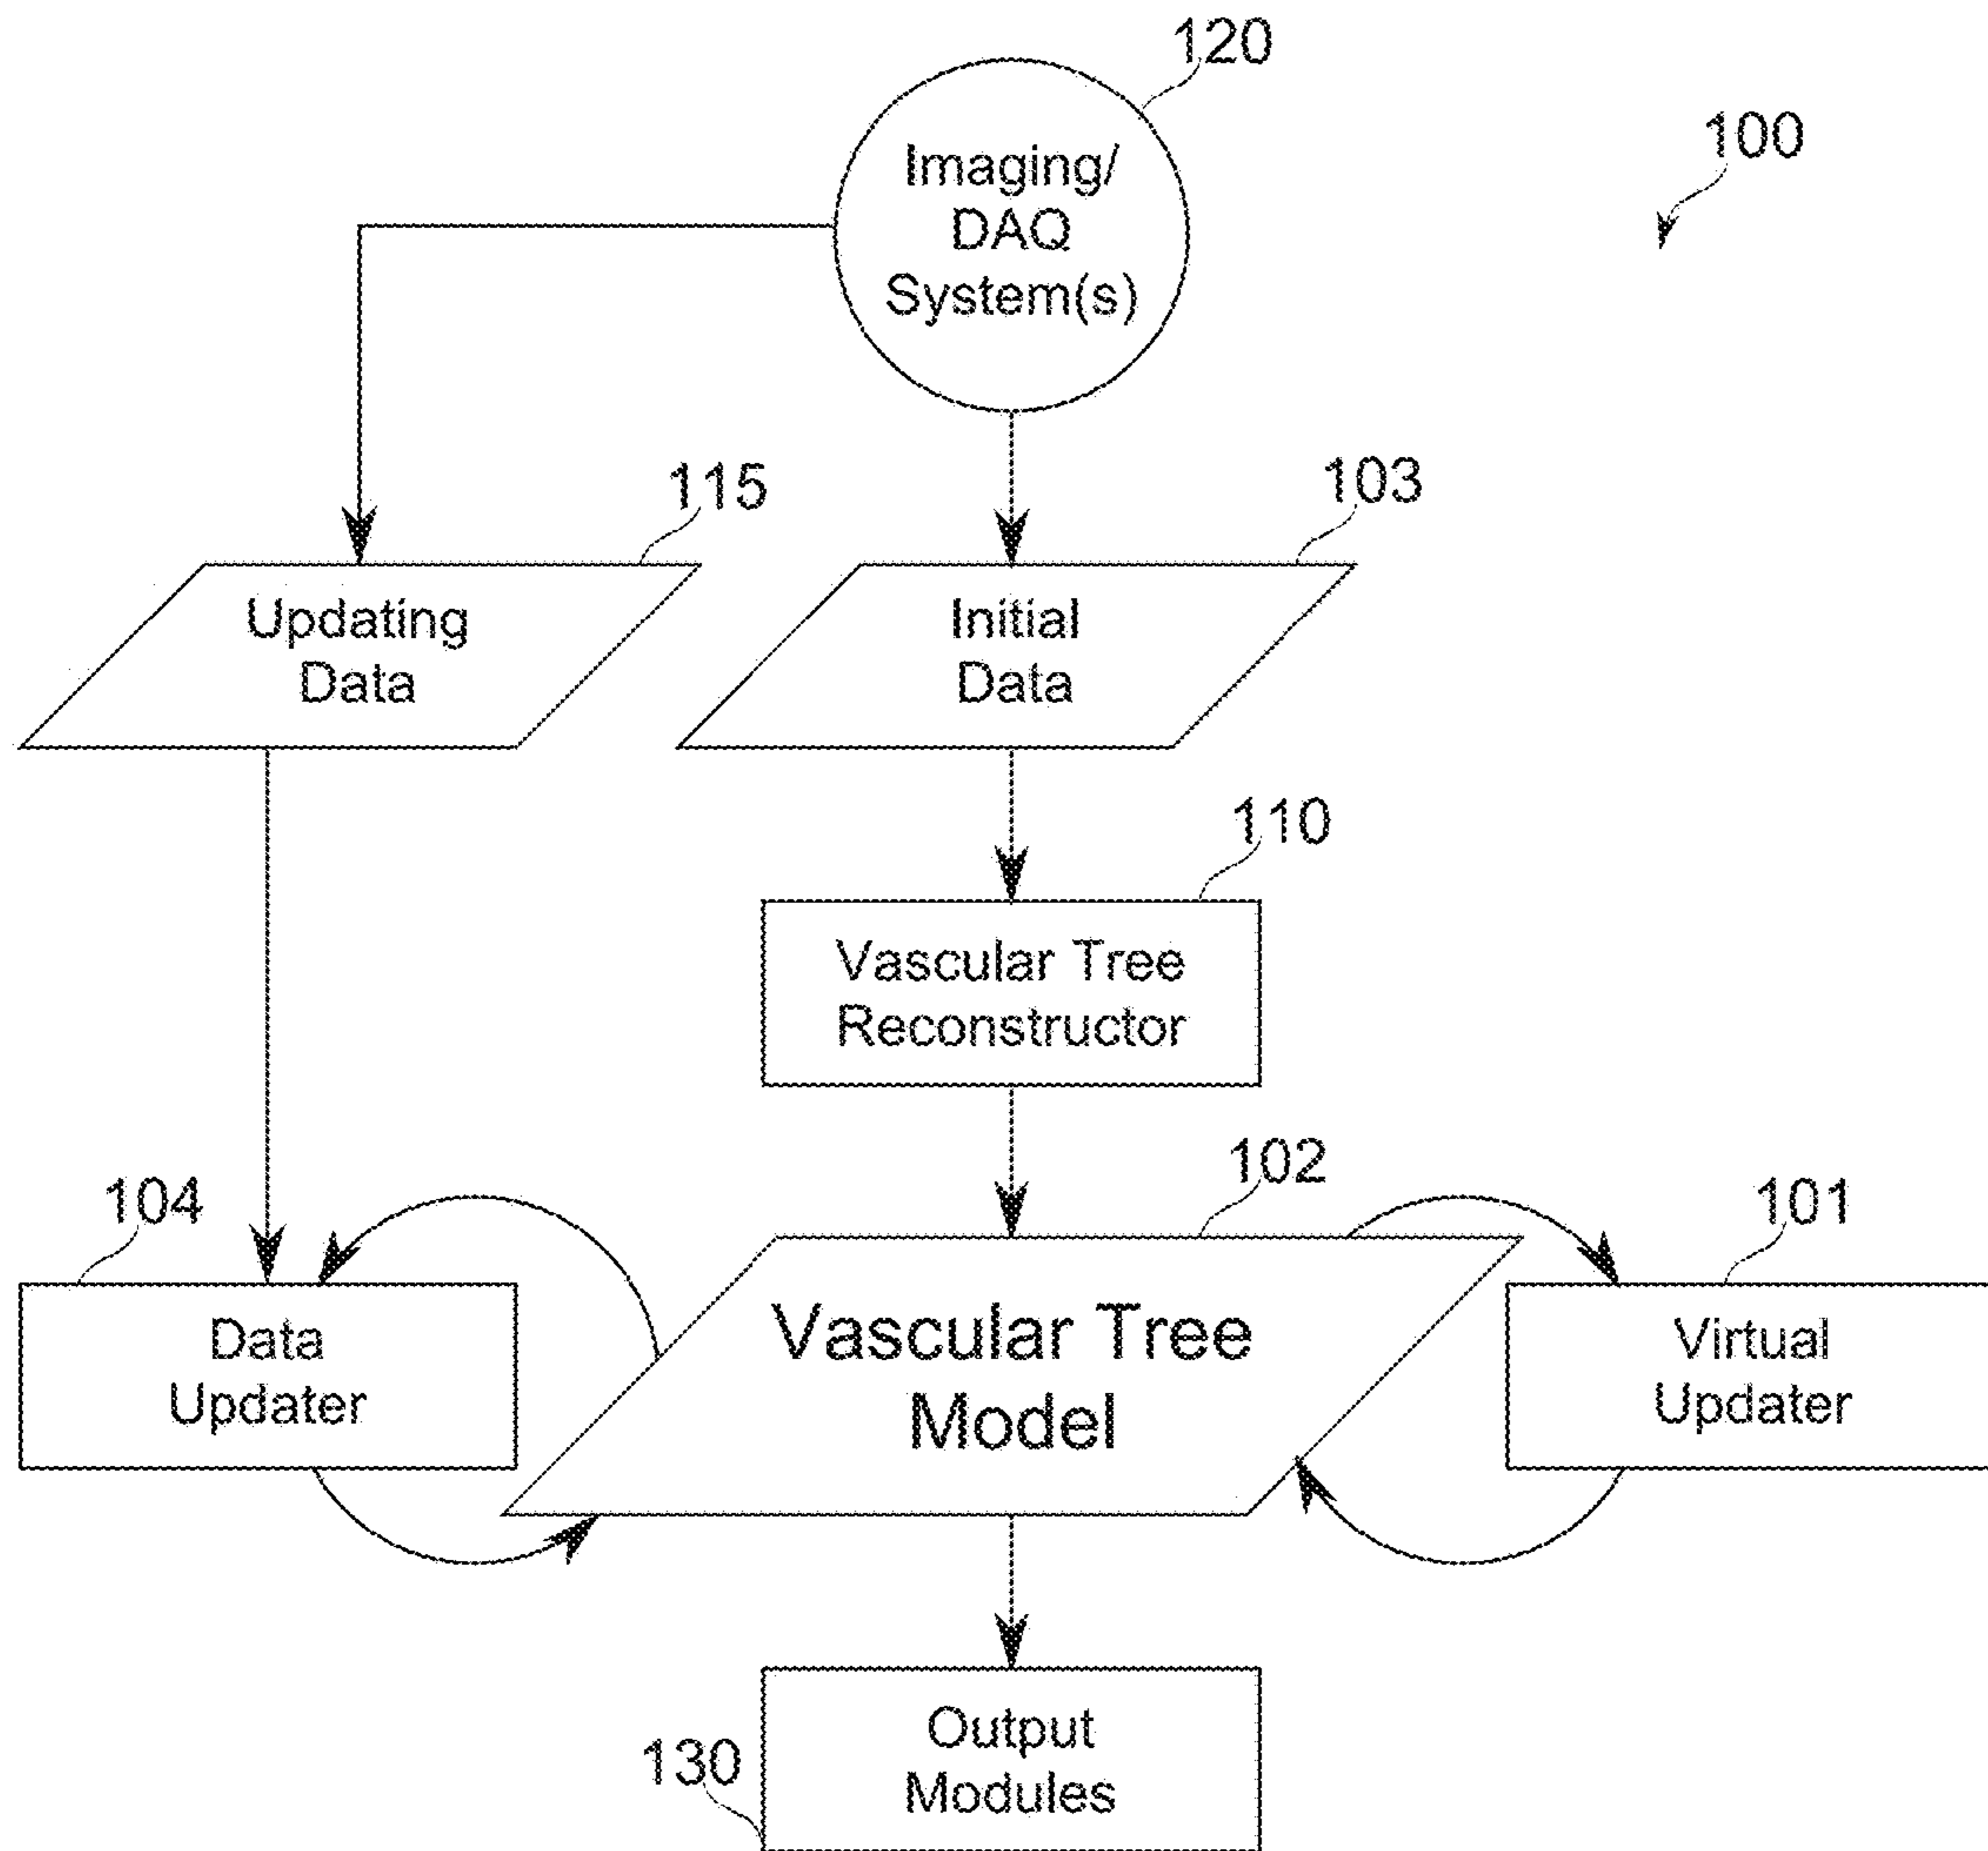 120
Imaging/
DAQ
System(s)
100
115
103
Updating
Data
Initial
Data
110
Vascular Tree
Reconstructor
104
102
101
Data
Updater
Vascular Tree
Model
Virtual
Updater
130
Output
Modules